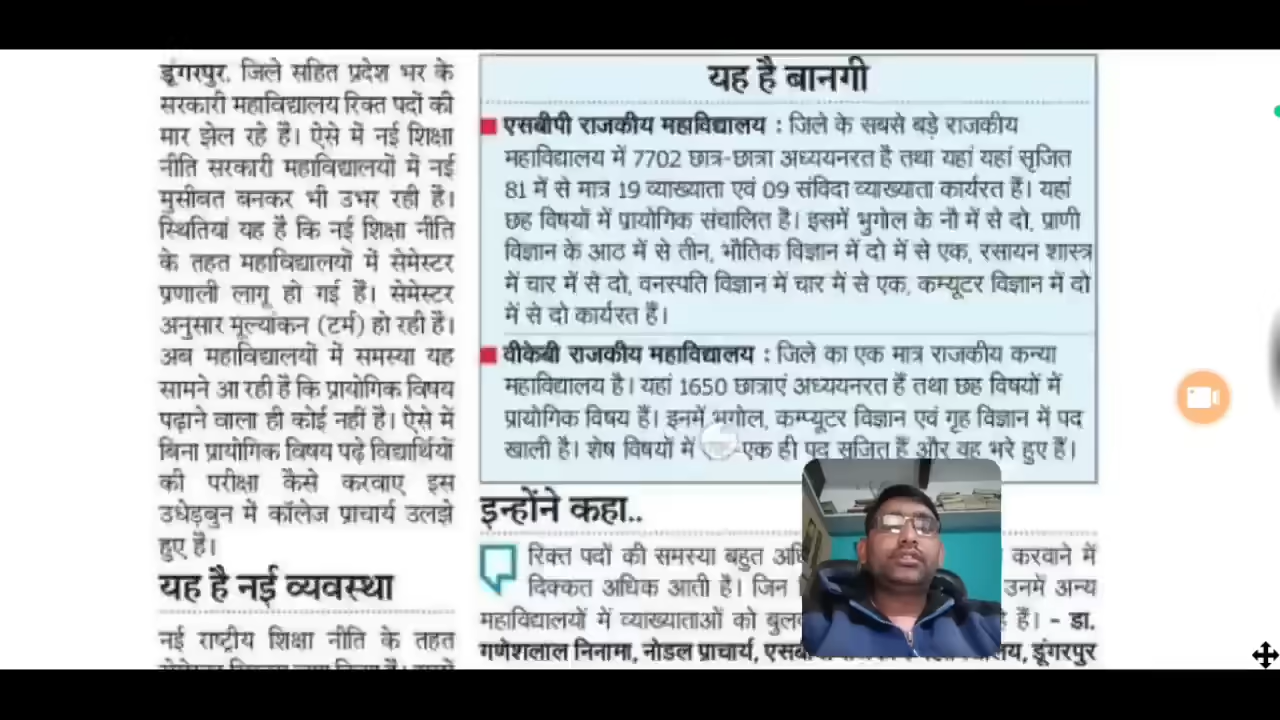 डूंगरपुर. जिले सहित प्रदेश भर के
सरकारी महाविद्यालय रिक्त पदों की
मार झेल रहे हैं। ऐसे में नई शिक्षा
नीति सरकारी महाविद्यालयों में नई
मुसीबत बनकर भी उभर रही है।
स्थितियां यह है कि नई शिक्षा नीति
के तहत महाविद्यालयों में सेमेस्टर
प्रणाली लागू हो गई है। सेमेस्टर
अनुसार मूल्यांकन (टर्म) हो रही है।
अब महाविद्यालयों में समस्या यह
सामने आ रही है कि प्रायोगिक विषय
पढ़ाने वाला ही कोई नहीं है। ऐसे में
बिना प्रायोगिक विषय पढ़े विद्यार्थियों
की परीक्षा कैसे करवाए इस
उधेड़बुन में कॉलेज प्राचार्य उलझे
हुए है।
यह है नई व्यवस्था
नई राष्ट्रीय शिक्षा नीति के तहत
यह है बानगी
एसबीपी राजकीय महाविद्यालय : जिले के सबसे बड़े राजकीय
महाविद्यालय में 7702 छात्र-छात्रा अध्ययनरत है तथा यहां यहां सृजित
81 में से मात्र 19 व्याख्याता एवं 09 संविदा व्याख्याता कार्यरत हैं। यहां
छह विषयों में प्रायोगिक संचालित है। इसमें भुगोल के नौ में से दो, प्राणी
विज्ञान के आठ में से तीन, भौतिक विज्ञान में दो में से एक, रसायन शास्त्र
में चार में से दो, वनस्पति विज्ञान में चार में से एक, कम्यूटर विज्ञान में दो
में से दो कार्यरत हैं।
वीकेबी राजकीय महाविद्यालय : जिले का एक मात्र राजकीय कन्या
महाविद्यालय है। यहां 1650 छात्राएं अध्ययनरत हैं तथा छह विषयों में
प्रायोगिक विषय हैं। इनमें भूगोल, कम्प्यूटर विज्ञान एवं गृह विज्ञान में पद
खाली है। शेष विषयों में -एक ही पद सृजित हैं और वह भरे हुए हैं।
इन्होंने कहा..
रिक्त पदों की समस्या बहुत करवाने में
दिक्कत अधिक आती है। जिन उनमें अन्य
महाविद्यालयों में व्याख्याताओं को हैं। - डा.
गणेशलाल निनामा, नोडल प्राचार्य, डूंगरपुर